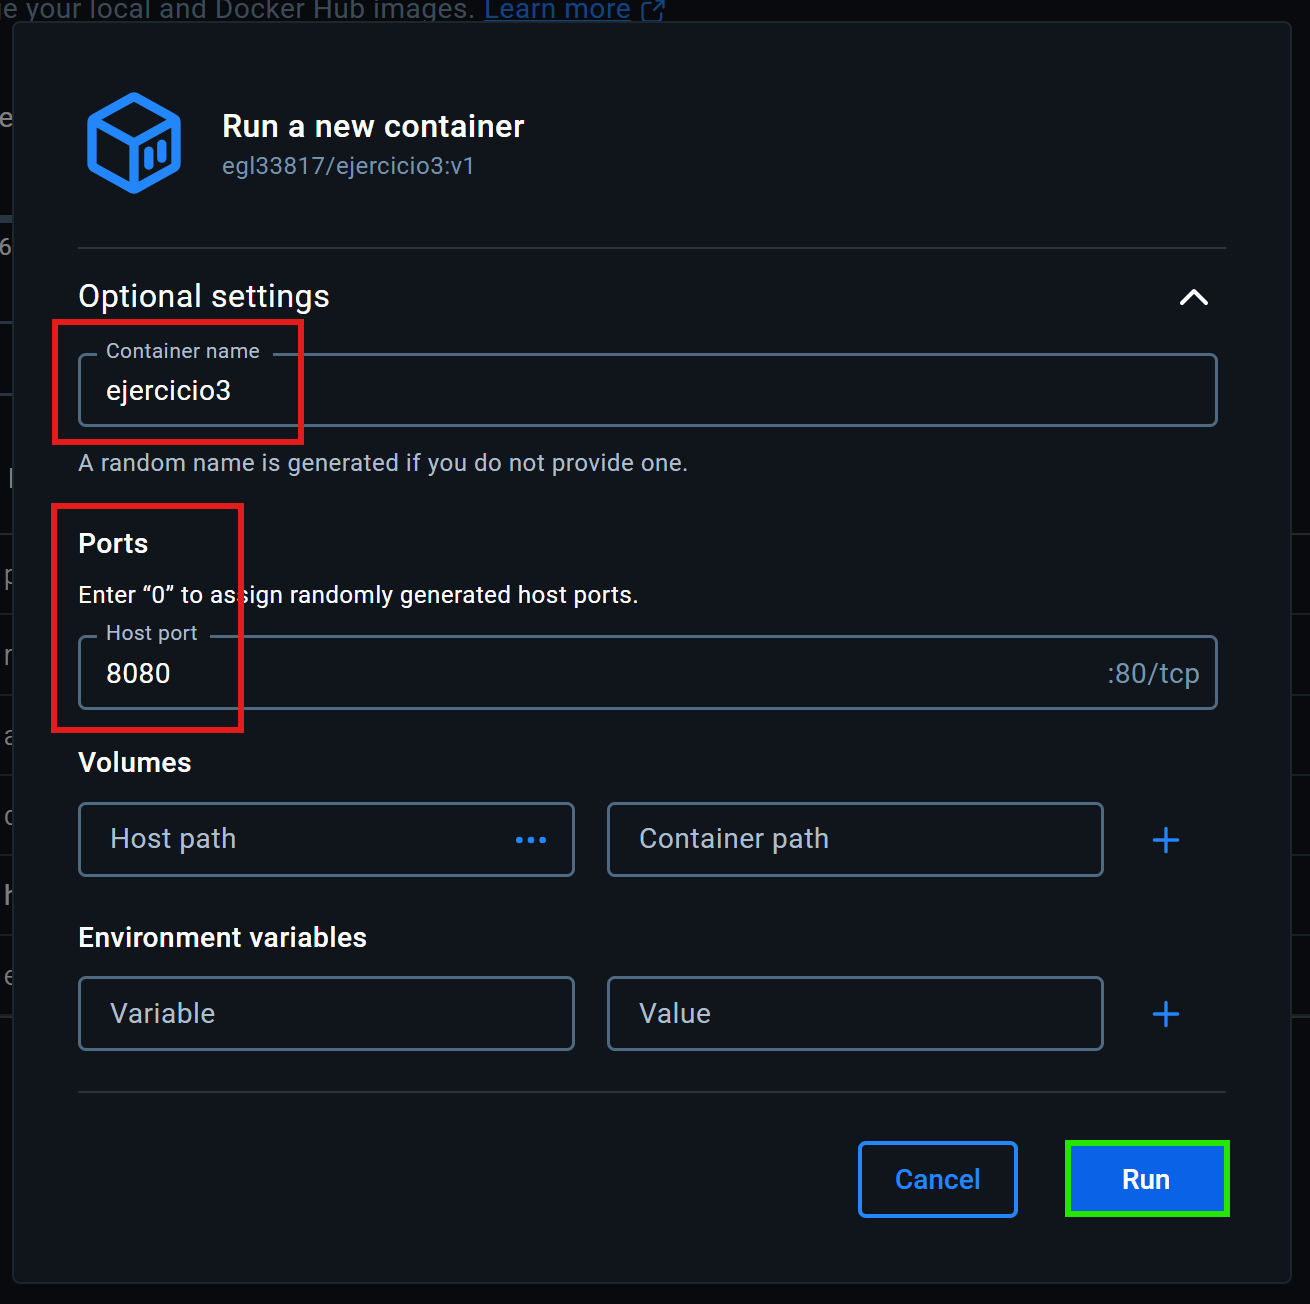 your local and Docker Hub images. Learn more
Run a new container
egl33817/ejercicio3:v1
Optional settings
Container name
ejercicio3
A random name is generated if you do not provide one.
Ports
Enter “0” to assign randomly generated host ports.
Host port
8080
:80/tcp
Volumes
Host path
Container path
Environment variables
Variable
Value
Cancel
Run